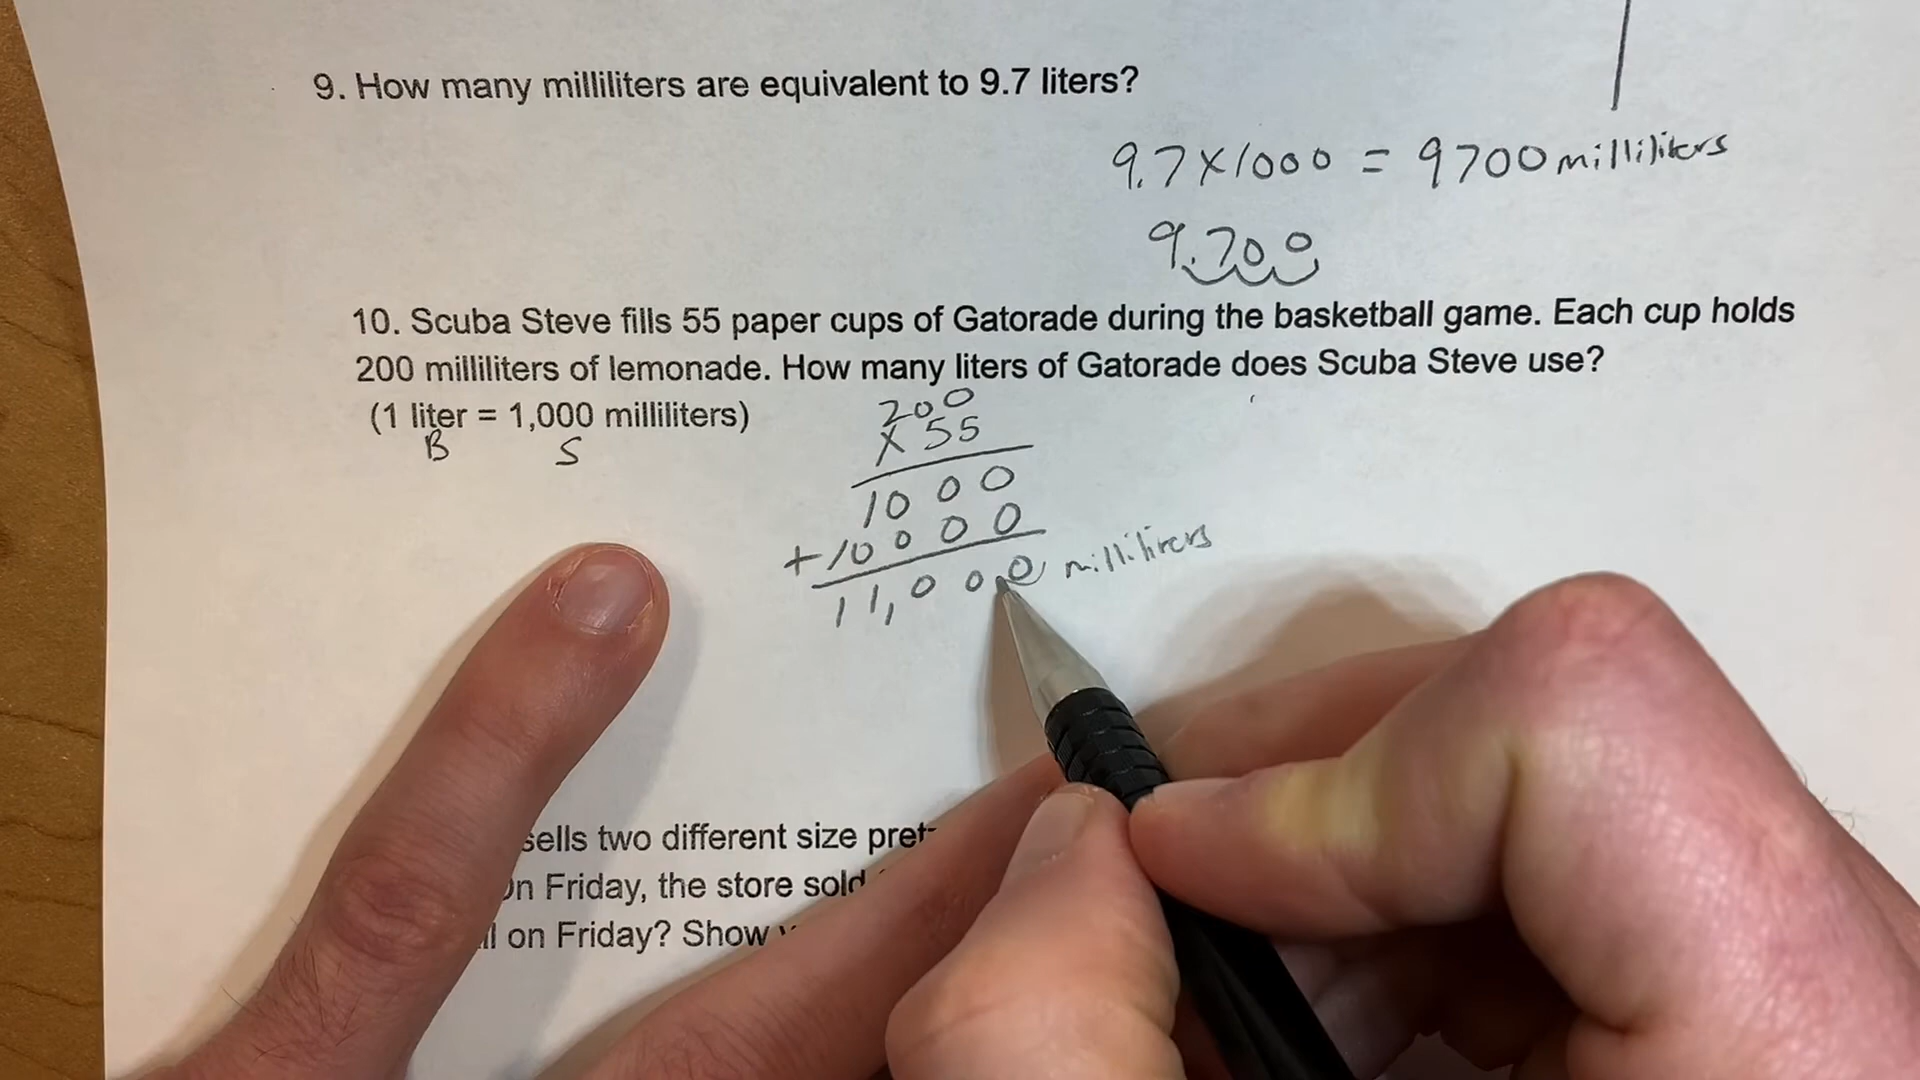 9. How many milliliters are equivalent to 9.7 liters?
9.7 x 1000 = 9700 milliliters
9.700
10. Scuba Steve fills 55 paper cups of Gatorade during the basketball game. Each cup holds
200 milliliters of lemonade. How many liters of Gatorade does Scuba Steve use?
(1 liter = 1,000 milliliters)
B S
200
x 55
1000
+10000
11,000 milliliters
sells two different size
on Friday, the store sold
on Friday? Show